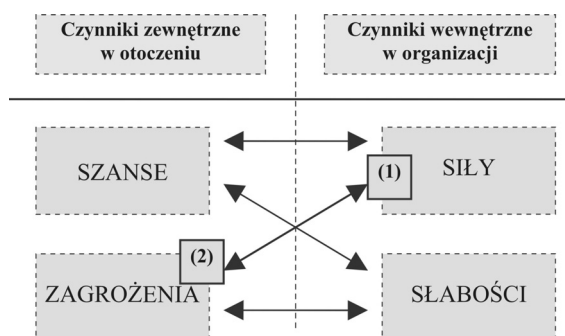 Czynniki zewnętrzne
w otoczeniu
Czynniki wewnętrzne
w organizacji
SZANSE
(1)
SIŁY
(2)
ZAGROŻENIA
SŁABOŚCI